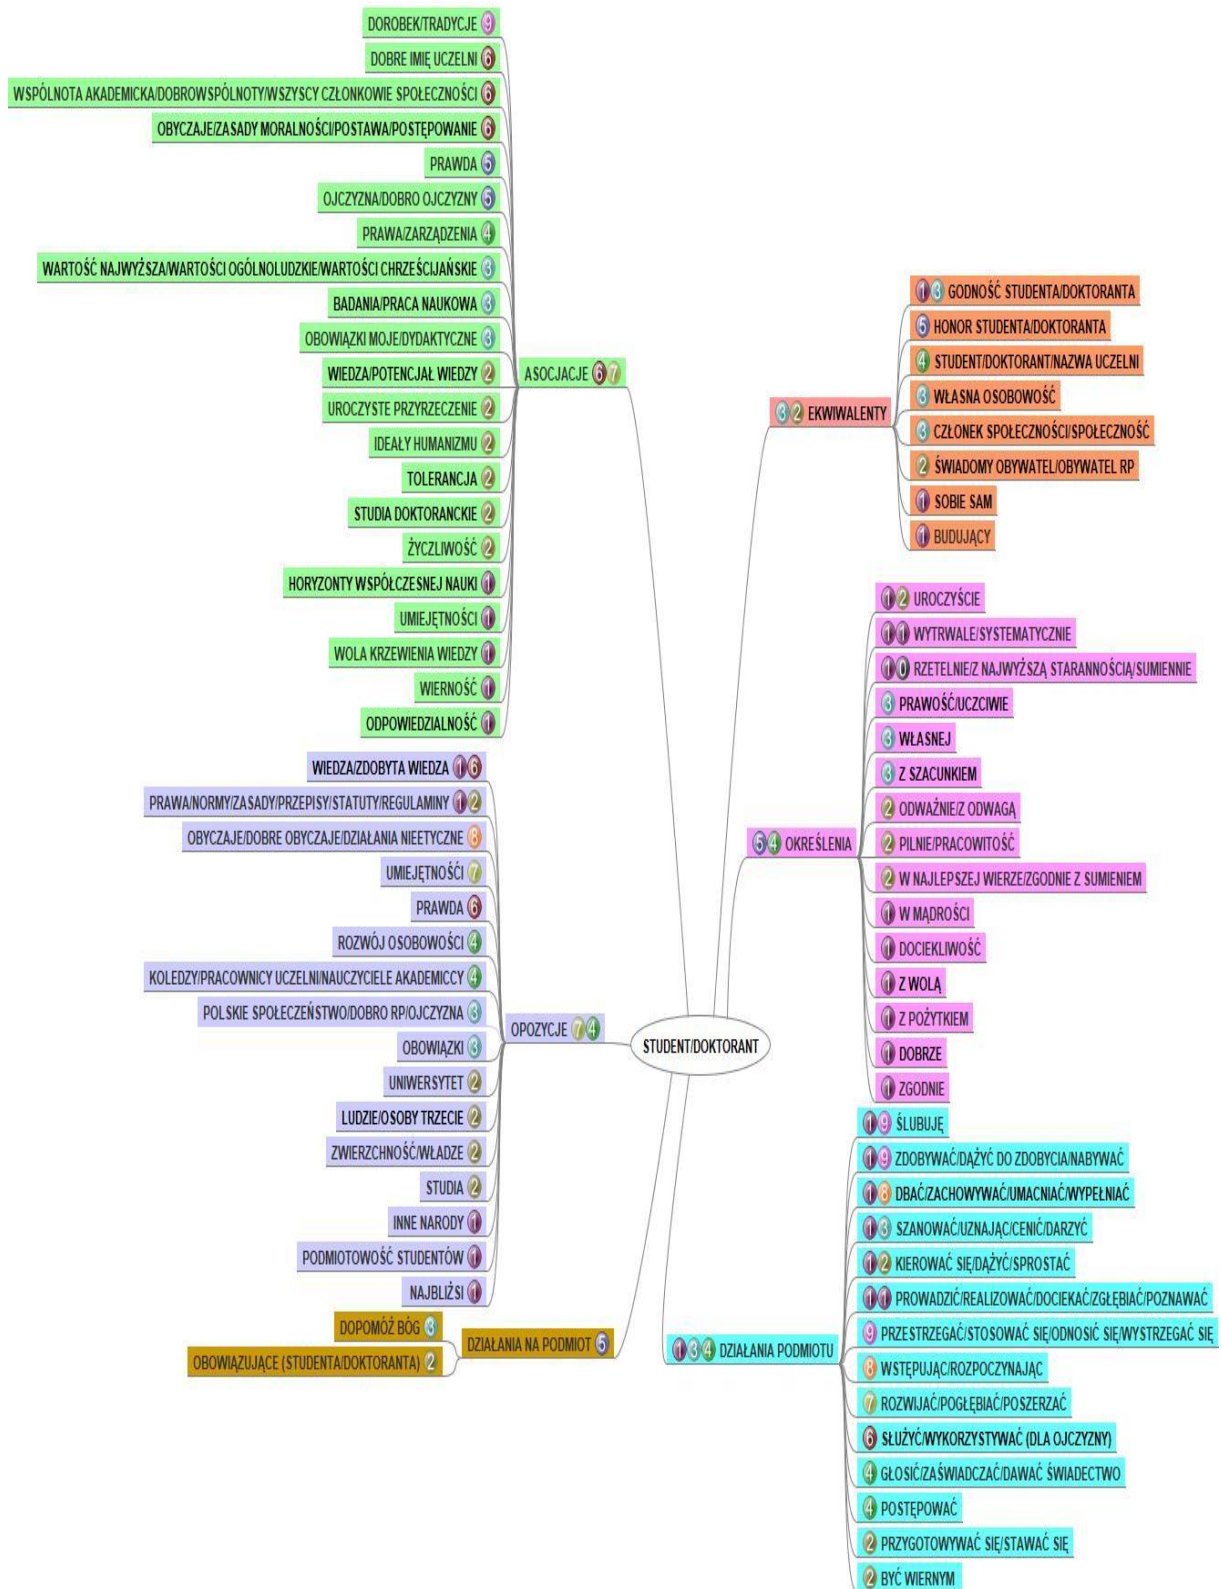 DOROBEK/TRADYCJE 9
DOBRE IMIĘ UCZELNI 6
WSPÓLNOTA AKADEMICKA/DOBROWSPÓLNOTY/WSZYSCY CZŁONKOWIE SPOŁECZNOŚCI 6
OBYCZAJE/ZASADY MORALNOŚCI/POSTAWA/POSTĘPOWANIE 6
PRAWDA 5
OJCZYZNA/DOBRO OJCZYZNY 5
PRAWA/ZARZĄDZENIA 4
WARTOŚĆ NAJWYŻSZA/WARTOŚCI OGÓLNOLUDZKIE/WARTOŚCI CHRZEŚCIJAŃSKIE 3
BADANIA/PRACA NAUKOWA 3
OBOWIĄZKI MOJE/DYDAKTYCZNE 3
WIEDZA/POTENCJAŁ WIEDZY 2
UROCZYSTE PRZYRZECZENIE 2
IDEAŁY HUMANIZMU 2
TOLERANCJA 2
STUDIA DOKTORANCKIE 2
ŻYCZLIWOŚĆ 2
HORYZONTY WSPÓŁCZESNEJ NAUKI 1
UMIEJĘTNOŚCI 1
WOLA KRZEWIENIA WIEDZY 1
WIERNOŚĆ 1
ODPOWIEDZIALNOŚĆ 1
ASOCJACJE 6 7
WIEDZA/ZDOBYTA WIEDZA 1 6
PRAWA/NORMY/ZASADY/PRZEPISY/STATUTY/REGULAMINY 1 2
OBYCZAJE/DOBRE OBYCZAJE/DZIAŁANIA NIEETYCZNE 8
UMIEJĘTNOŚĆI 7
PRAWDA 6
ROZWÓJ OSOBOWOŚCI 4
KOLEDZY/PRACOWNICY UCZELNI/NAUCZYCIELE AKADEMICCY 4
POLSKIE SPOŁECZEŃSTWO/DOBRO RP/OJCZYZNA 3
OBOWIĄZKI 3
UNIWERSYTET 2
LUDZIE/OSOBY TRZECIE 2
ZWIERZCHNOŚĆ/WŁADZE 2
STUDIA 2
INNE NARODY 1
PODMIOTOWOŚĆ STUDENTÓW 1
NAJBLIŻSI 1
OPOZYCJE 7 4
DOPOMÓŻ BÓG 3
OBOWIĄZUJĄCE (STUDENTA/DOKTORANTA) 2
DZIAŁANIA NA PODMIOT 5
STUDENT/DOKTORANT
3 2 EKWIWALENTY
1 3 GODNOŚĆ STUDENTA/DOKTORANTA
5 HONOR STUDENTA/DOKTORANTA
4 STUDENT/DOKTORANT/NAZWA UCZELNI
3 WŁASNA OSOBOWOŚĆ
3 CZŁONEK SPOŁECZNOŚCI/SPOŁECZNOŚĆ
2 ŚWIADOMY OBYWATEL/OBYWATEL RP
1 SOBIE SAM
1 BUDUJĄCY
5 4 OKREŚLENIA
1 2 UROCZYŚCIE
1 1 WYTRWALE/SYSTEMATYCZNIE
1 0 RZETELNIE/Z NAJWYŻSZĄ STARANNOŚCIĄ/SUMIENNIE
3 PRAWOŚĆ/UCZCIWIE
3 WŁASNEJ
3 Z SZACUNKIEM
2 ODWAŻNIE/Z ODWAGĄ
2 PILNIE/PRACOWITOŚĆ
2 W NAJLEPSZEJ WIERZE/ZGODNIE Z SUMIENIEM
1 W MĄDROŚCI
1 DOCIEKLIWOŚĆ
1 Z WOLĄ
1 Z POŻYTKIEM
1 DOBRZE
1 ZGODNIE
1 3 4 DZIAŁANIA PODMIOTU
1 9 ŚLUBUJĘ
1 9 ZDOBYWAĆ/DĄŻYĆ DO ZDOBYCIA/NABYWAĆ
1 8 DBAĆ/ZACHOWYWAĆ/UMACNIAĆ/WYPEŁNIAĆ
1 3 SZANOWAĆ/UZNAJĄC/CENIĆ/DARZYĆ
1 2 KIEROWAĆ SIĘ/DĄŻYĆ/SPROSTAĆ
1 1 PROWADZIĆ/REALIZOWAĆ/DOCIEKAĆ/ZGŁĘBIAĆ/POZNAWAĆ
9 PRZESTRZEGAĆ/STOSOWAĆ SIĘ/ODNOSIĆ SIĘ/WYSTRZEGAĆ SIĘ
8 WSTĘPUJĄC/ROZPOCZYNAJĄC
7 ROZWIJAĆ/POGŁĘBIAĆ/POSZERZAĆ
6 SŁUŻYĆ/WYKORZYSTYWAĆ (DLA OJCZYZNY)
4 GŁOSIĆ/ZAŚWIADCZAĆ/DAWAĆ ŚWIADECTWO
4 POSTĘPOWAĆ
2 PRZYGOTOWYWAĆ SIĘ/STAWAĆ SIĘ
2 BYĆ WIERNYM